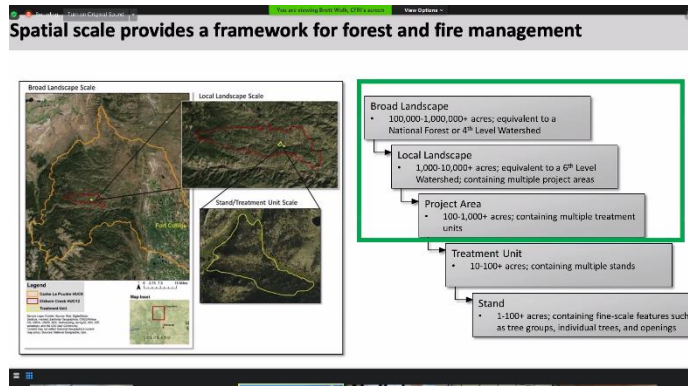 Turn on Original Sound
You are viewing Brett Wolk, CFRI's screen
View Options
Spatial scale provides a framework for forest and fire management
Broad Landscape Scale
Local Landscape Scale
Fort Collins
Stand/Treatment Unit Scale
Legend
Cache La Poudre HUC8
Elkhorn Creek HUC12
Treatment Unit
Map Inset
Broad Landscape
• 100,000-1,000,000+ acres; equivalent to a
National Forest or 4th Level Watershed
Local Landscape
• 1,000-10,000+ acres; equivalent to a 6th Level
Watershed; containing multiple project areas
Project Area
• 100-1,000+ acres; containing multiple treatment
units
Treatment Unit
• 10-100+ acres; containing multiple stands
Stand
• 1-100+ acres; containing fine-scale features such
as tree groups, individual trees, and openings